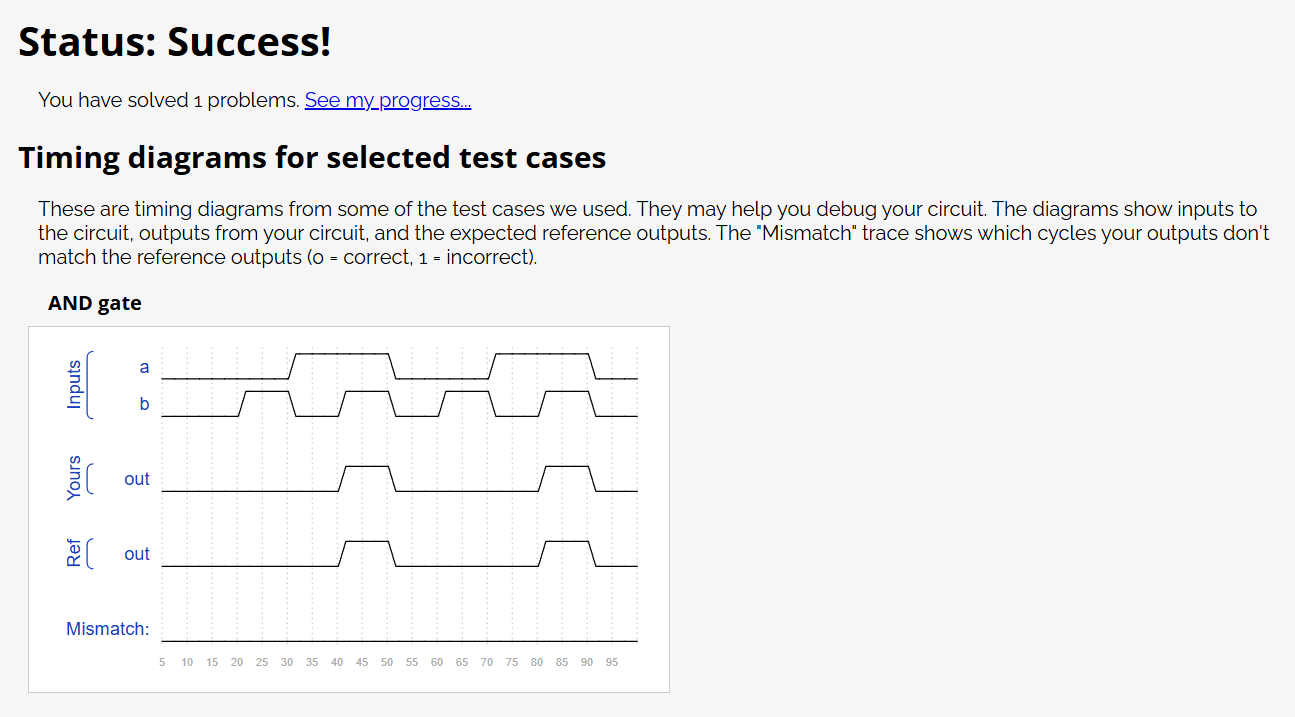 Status: Success!
You have solved 1 problems. See my progress...
Timing diagrams for selected test cases
These are timing diagrams from some of the test cases we used. They may help you debug your circuit. The diagrams show inputs to
the circuit, outputs from your circuit, and the expected reference outputs. The "Mismatch" trace shows which cycles your outputs don't
match the reference outputs (0 = correct, 1 = incorrect).
AND gate
Inputs
a
b
Yours
out
Ref
out
Mismatch:
5 10 15 20 25 30 35 40 45 50 55 60 65 70 75 80 85 90 95